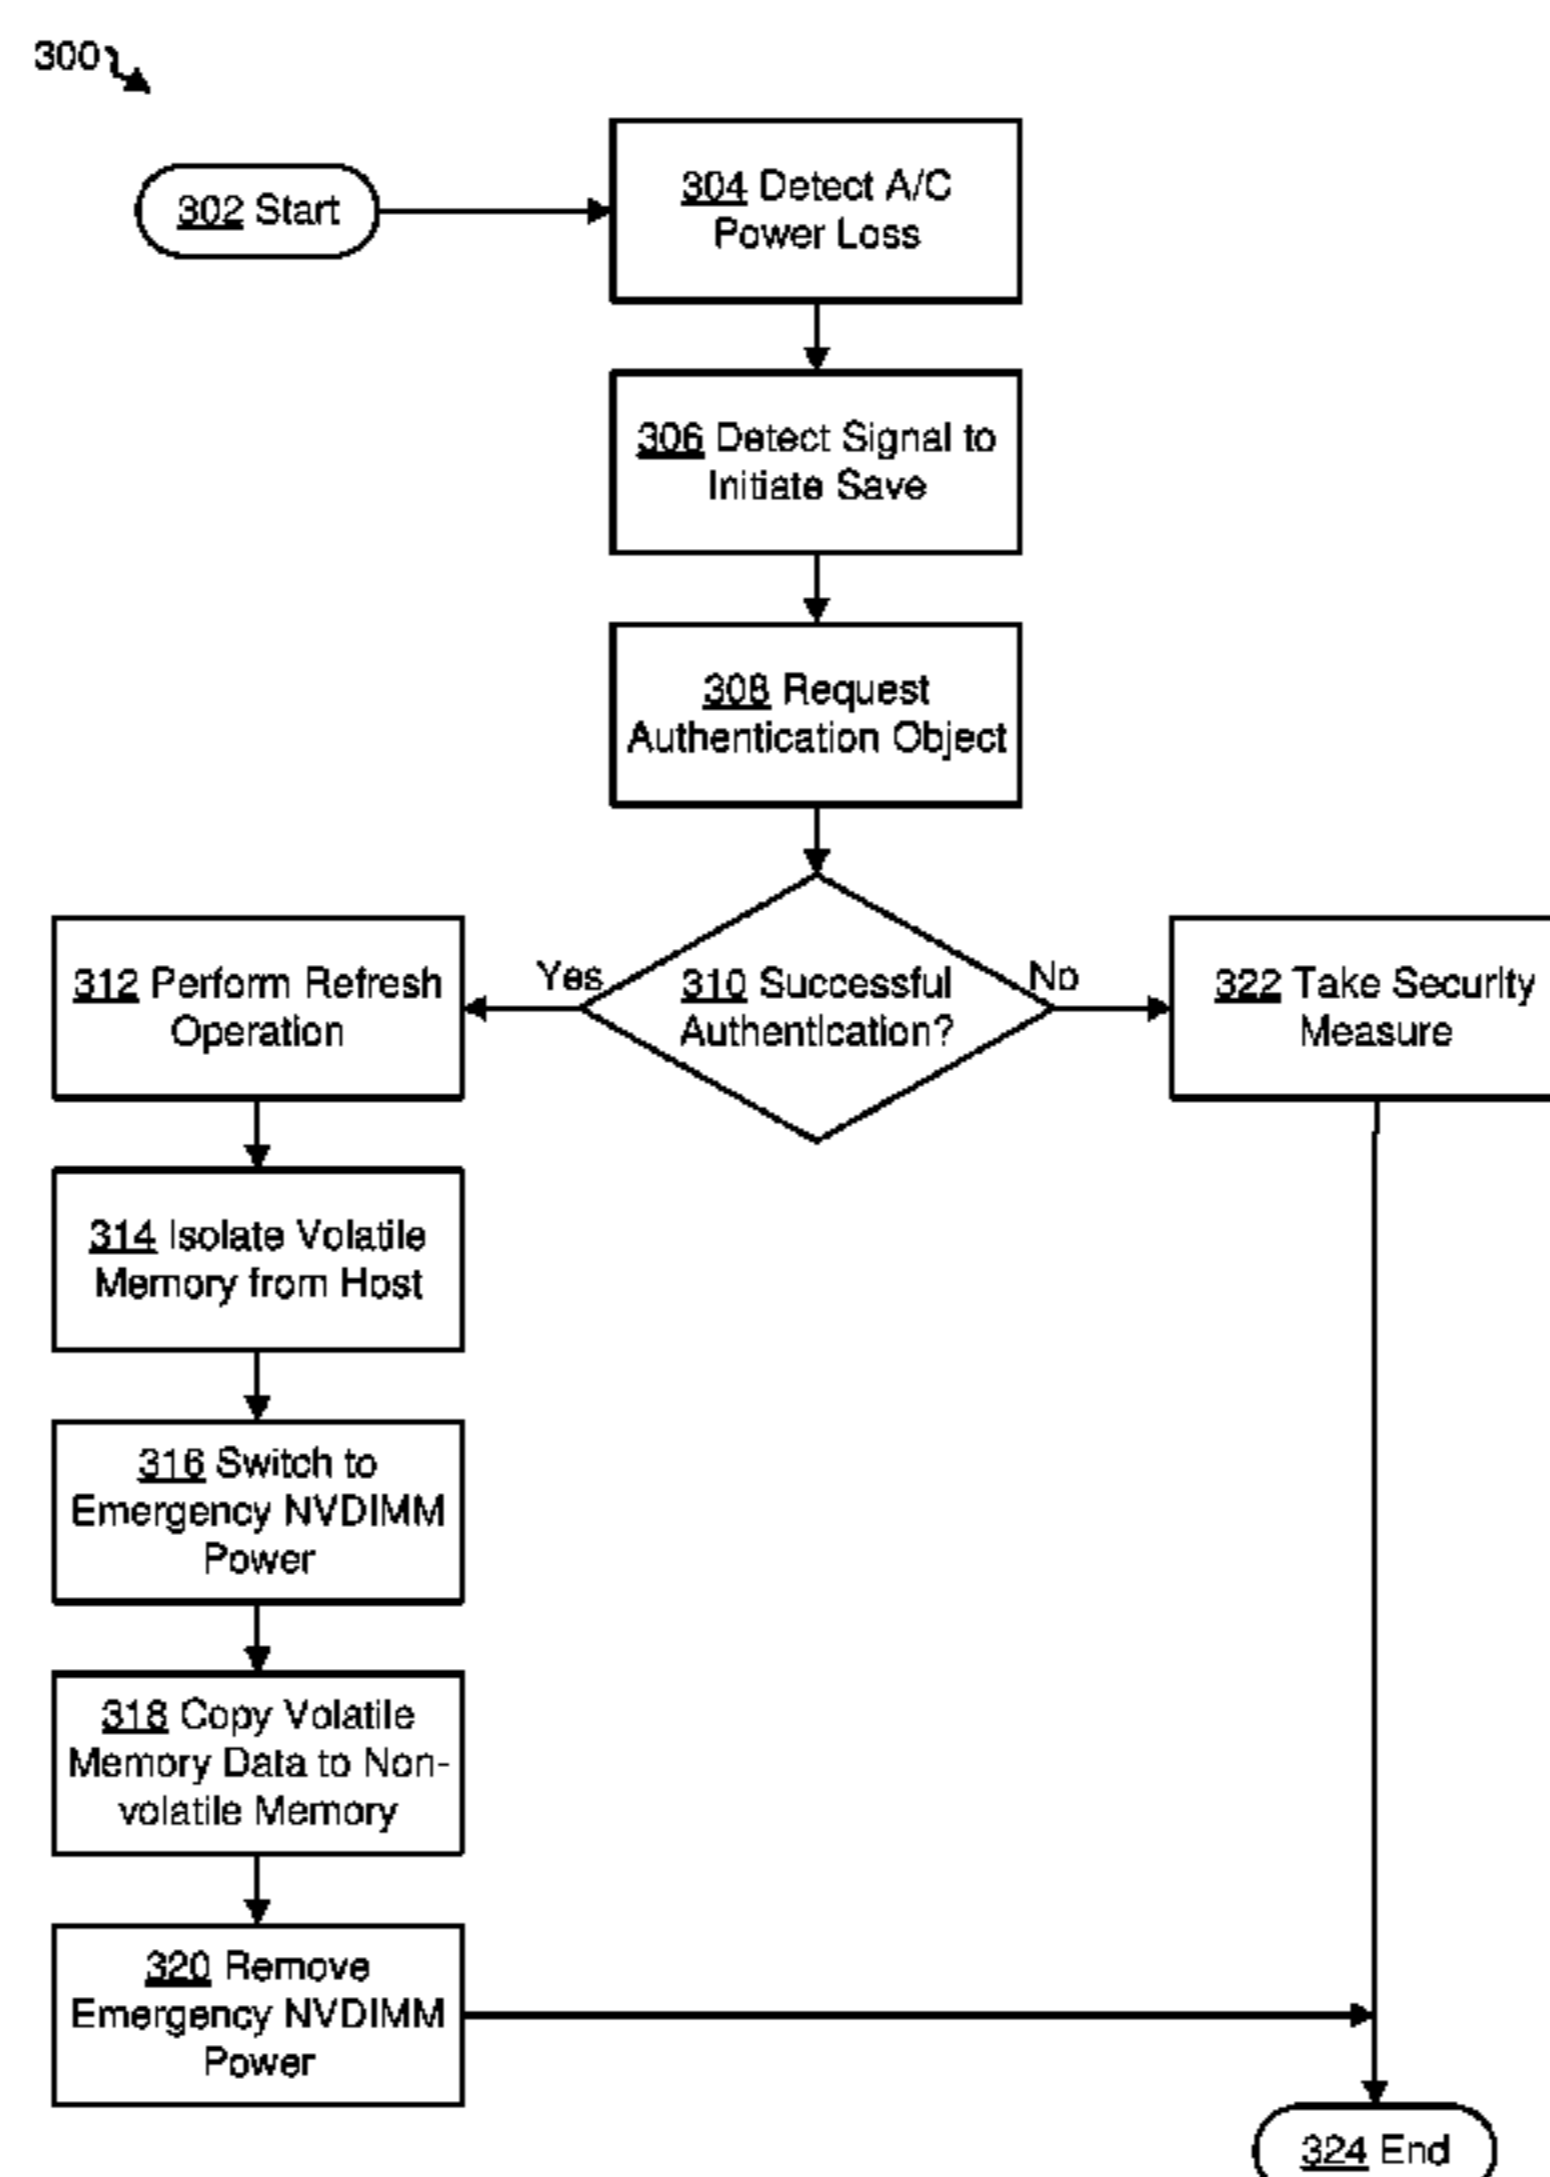 300
302 Start
304 Detect A/C
Power Loss
306 Detect Signal to
Initiate Save
308 Request
Authentication Object
310 Successful
Authentication?
Yes
No
312 Perform Refresh
Operation
322 Take Security
Measure
314 Isolate Volatile
Memory from Host
316 Switch to
Emergency NVDIMM
Power
318 Copy Volatile
Memory Data to Non-
volatile Memory
320 Remove
Emergency NVDIMM
Power
324 End